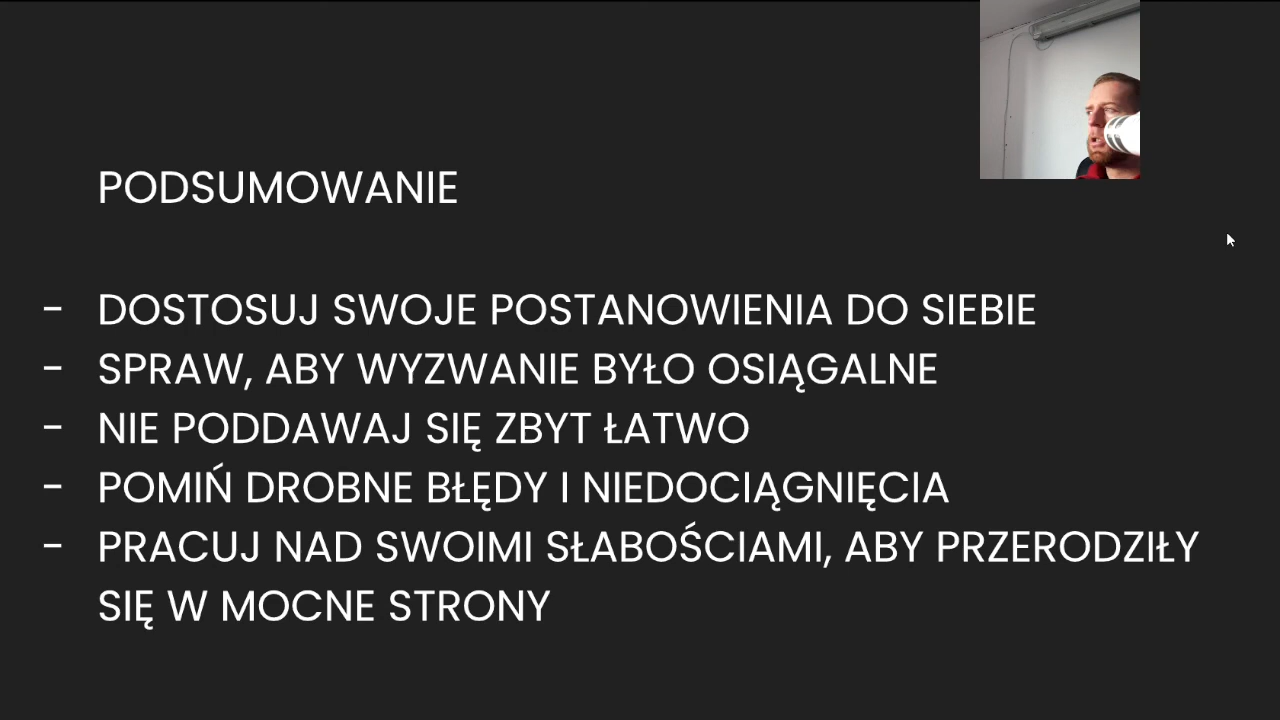 PODSUMOWANIE
- DOSTOSUJ SWOJE POSTANOWIENIA DO SIEBIE
- SPRAW, ABY WYZWANIE BYŁO OSIĄGALNE
- NIE PODDAWAJ SIĘ ZBYT ŁATWO
- POMIŃ DROBNE BŁĘDY I NIEDOCIĄGNIĘCIA
- PRACUJ NAD SWOIMI SŁABOŚCIAMI, ABY PRZERODZIŁY
SIĘ W MOCNE STRONY